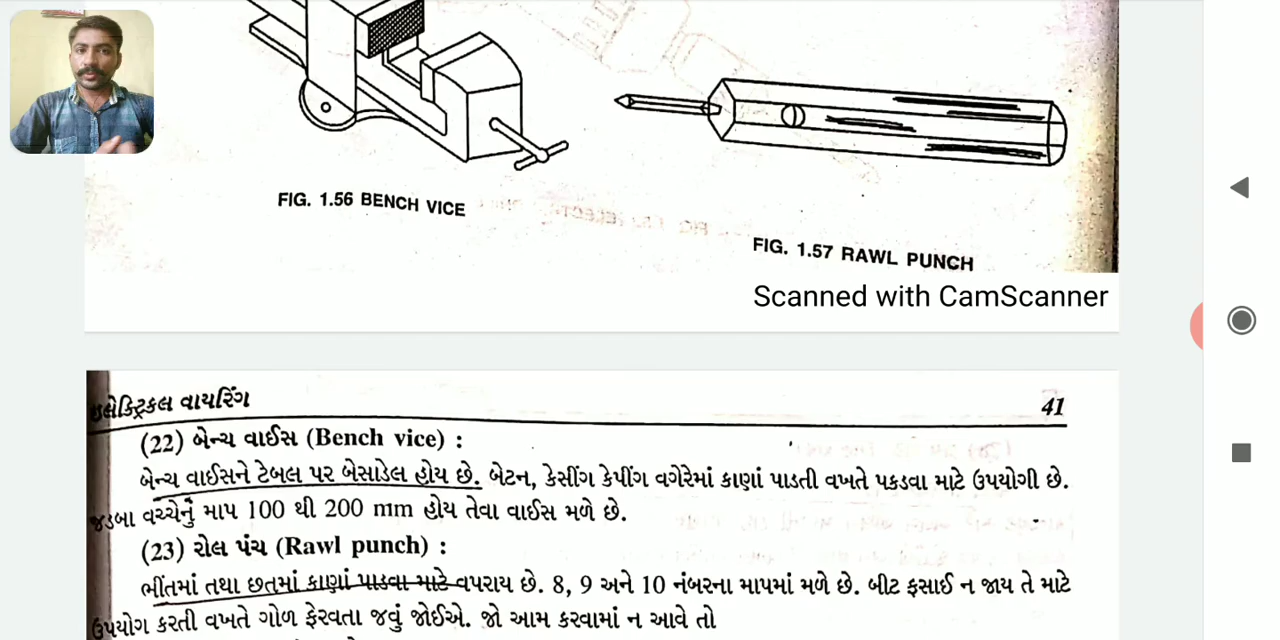 FIG. 1.56 BENCH VICE
FIG. 1.57 RAWL PUNCH
Scanned with CamScanner
ઇલેક્ટ્રિકલ વાયરિંગ 41
(22) બેન્ચ વાઈસ (Bench vice) :
બેન્ચ વાઈસને ટેબલ પર બેસાડેલ હોય છે. બેટન, કેસીંગ કેપીંગ વગેરેમાં કાણાં પાડતી વખતે પકડવા માટે ઉપયોગી છે.
જડબા વચ્ચેનું માપ 100 થી 200 mm હોય તેવા વાઈસ મળે છે.
(23) રોલ પંચ (Rawl punch) :
ભીંતમાં તથા છતમાં કાણાં પાડવા માટે વપરાય છે. 8, 9 અને 10 નંબરના માપમાં મળે છે. બીટ ફસાઈ ન જાય તે માટે
ઉપયોગ કરતી વખતે ગોળ ફેરવતા જવું જોઈએ. જો આમ કરવામાં ન આવે તો